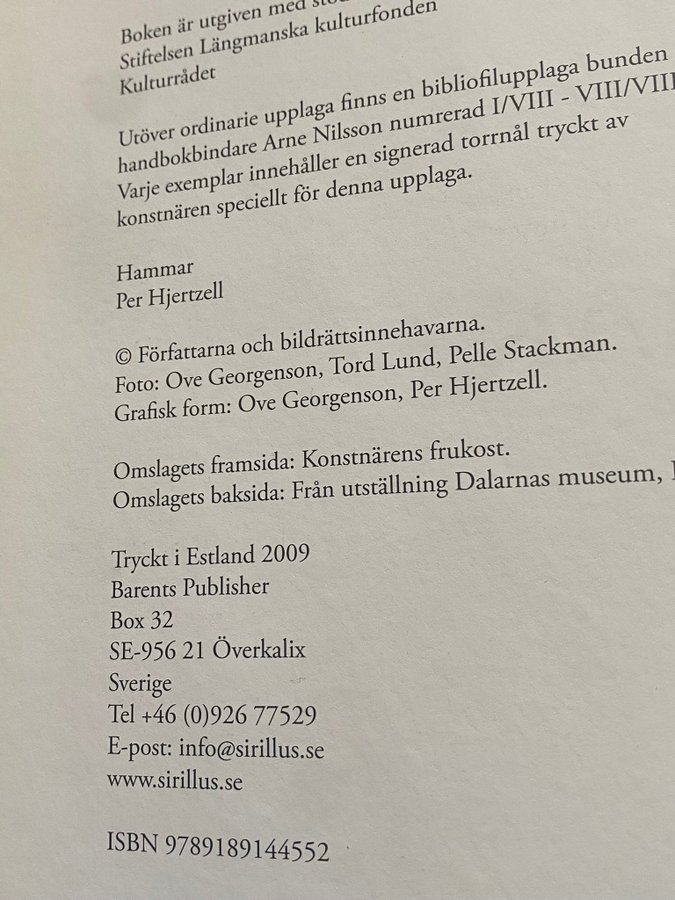 Boken är utgiven med
Stiftelsen Längmanska kulturfonden
Kulturrådet
Utöver ordinarie upplaga finns en bibliofilupplaga bunden
handbokbindare Arne Nilsson numrerad I/VIII - VIII/VIII
Varje exemplar innehåller en signerad torrnål tryckt av
konstnären speciellt för denna upplaga.
Hammar
Per Hjertzell
© Författarna och bildrättsinnehavarna.
Foto: Ove Georgenson, Tord Lund, Pelle Stackman.
Grafisk form: Ove Georgenson, Per Hjertzell.
Omslagets framsida: Konstnärens frukost.
Omslagets baksida: Från utställning Dalarnas museum,
Tryckt i Estland 2009
Barents Publisher
Box 32
SE-956 21 Överkalix
Sverige
Tel +46 (0)926 77529
E-post: info@sirillus.se
www.sirillus.se
ISBN 9789189144552